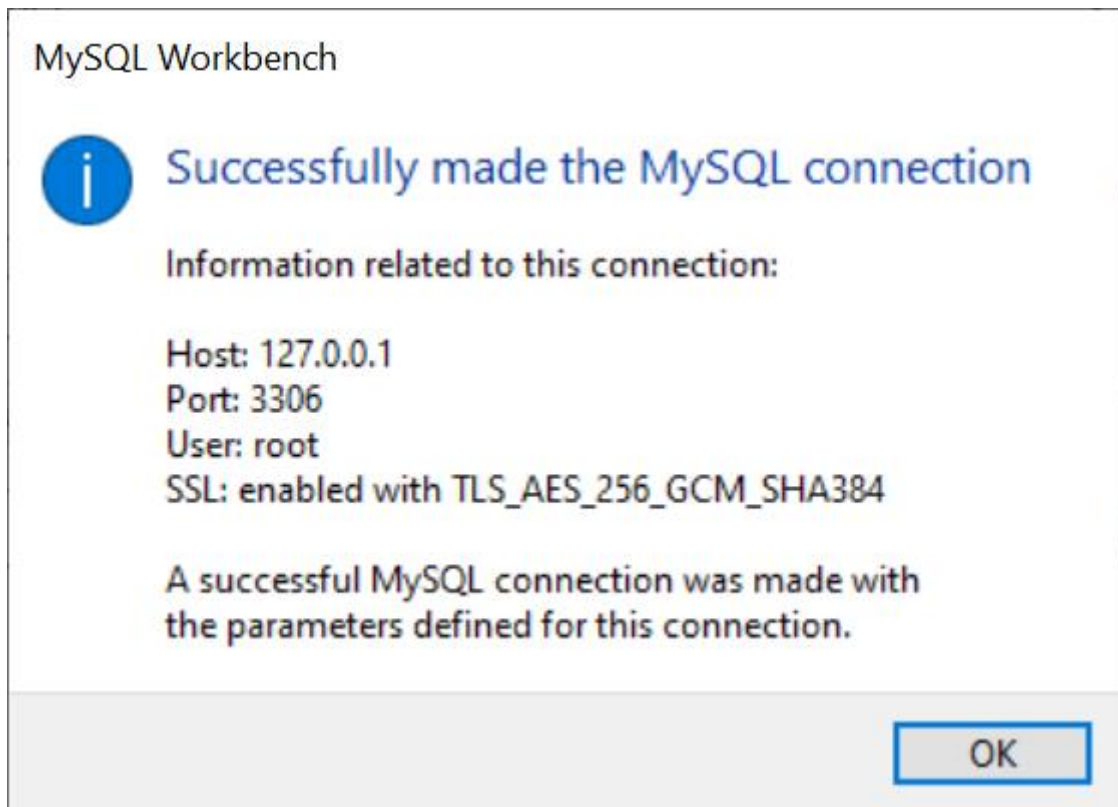 MySQL Workbench
Successfully made the MySQL connection
Information related to this connection:
Host: 127.0.0.1
Port: 3306
User: root
SSL: enabled with TLS_AES_256_GCM_SHA384
A successful MySQL connection was made with
the parameters defined for this connection.
OK